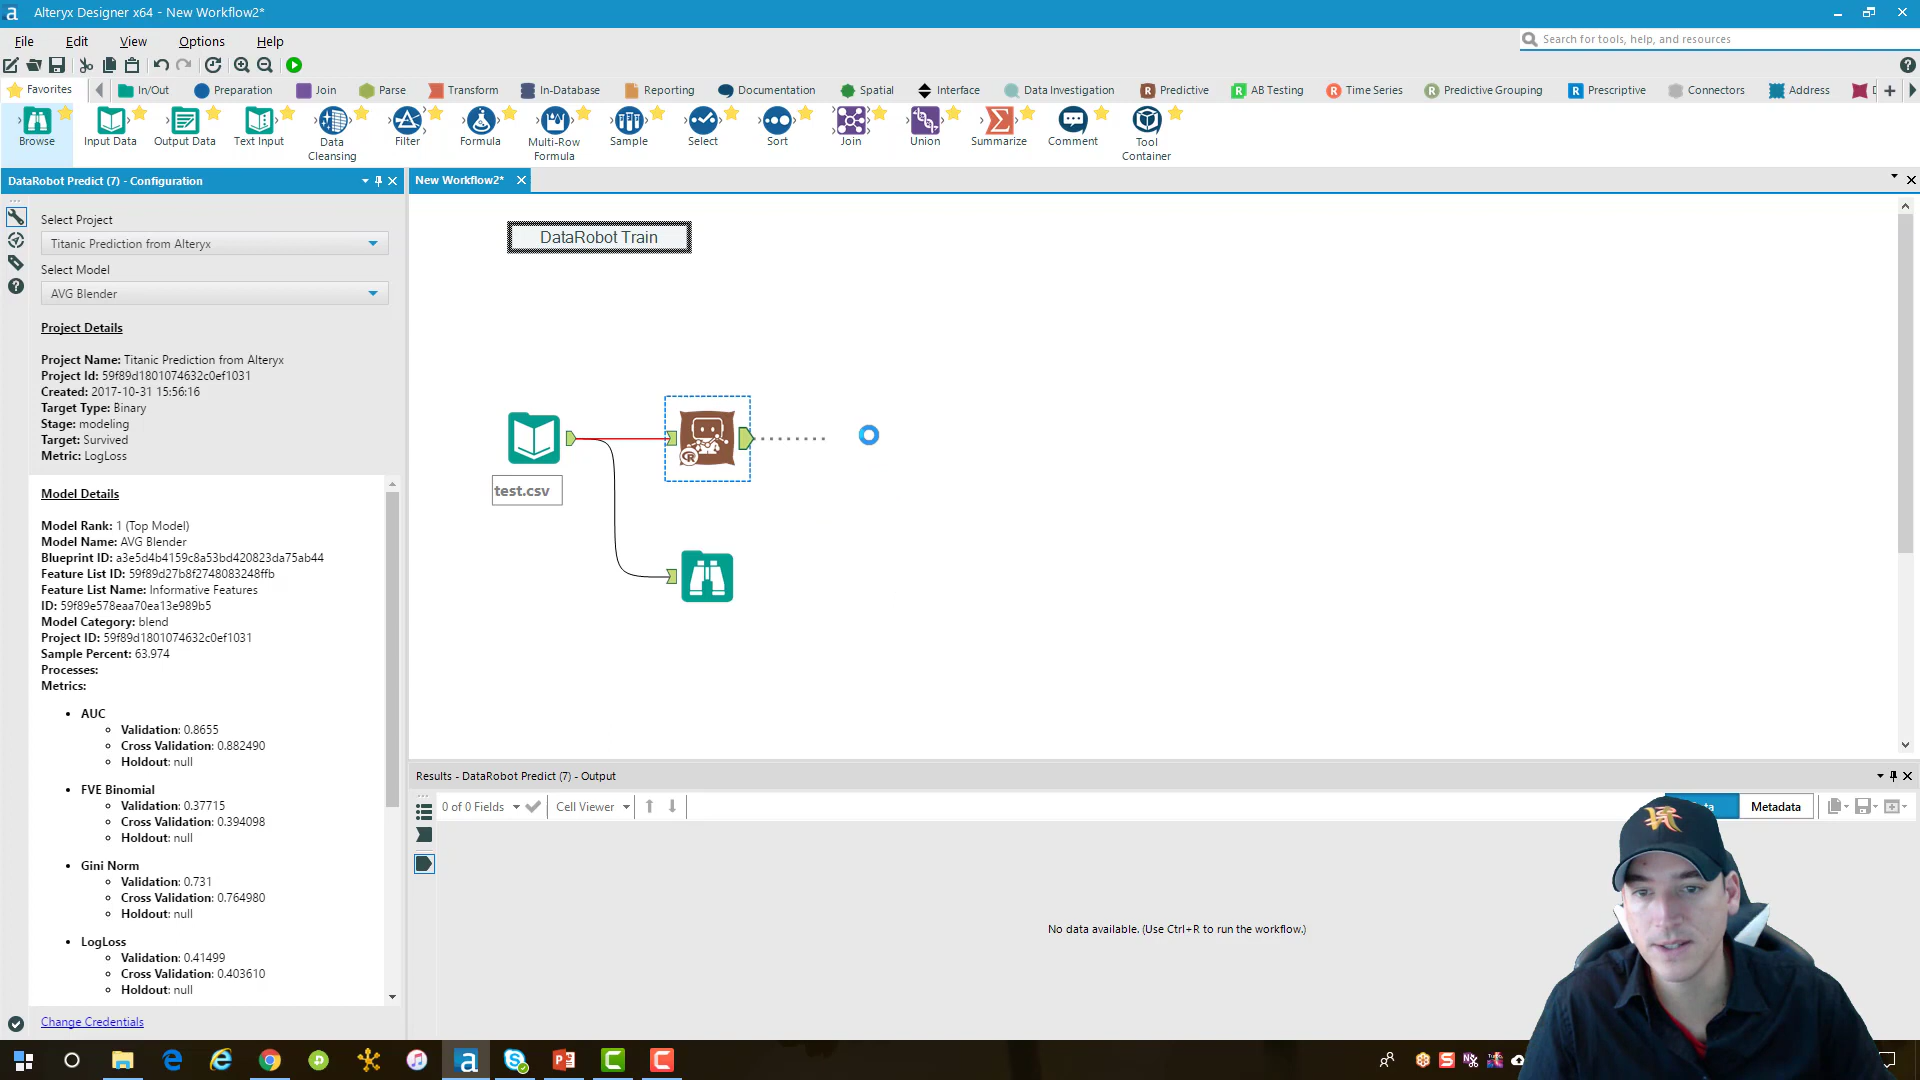 Alteryx Designer x64 - New Workflow2*
File Edit View Options Help
Search for tools, help, and resources
Favorites In/Out Preparation Join Parse Transform In-Database Reporting Documentation Spatial Interface Data Investigation Predictive AB Testing Time Series Predictive Grouping Prescriptive Connectors Address
Browse Input Data Output Data Text Input Data Cleansing Filter Formula Multi-Row Formula Sample Select Sort Join Union Summarize Comment Tool Container
DataRobot Predict (7) - Configuration
New Workflow2*
Select Project
Titanic Prediction from Alteryx
Select Model
AVG Blender
Project Details
Project Name: Titanic Prediction from Alteryx
Project Id: 59f89d1801074632c0ef1031
Created: 2017-10-31 15:56:16
Target Type: Binary
Stage: modeling
Target: Survived
Metric: LogLoss
Model Details
Model Rank: 1 (Top Model)
Model Name: AVG Blender
Blueprint ID: a3e5d4b4159c8a53bd420823da75ab44
Feature List ID: 59f89d27b8f2748083248ffb
Feature List Name: Informative Features
ID: 59f89e578eaa70ea13e989b5
Model Category: blend
Project ID: 59f89d1801074632c0ef1031
Sample Percent: 63.974
Processes:
Metrics:
AUC
Validation: 0.8655
Cross Validation: 0.882490
Holdout: null
FVE Binomial
Validation: 0.37715
Cross Validation: 0.394098
Holdout: null
Gini Norm
Validation: 0.731
Cross Validation: 0.764980
Holdout: null
LogLoss
Validation: 0.41499
Cross Validation: 0.403610
Holdout: null
Change Credentials
DataRobot Train
test.csv
Results - DataRobot Predict (7) - Output
0 of 0 Fields Cell Viewer Metadata
No data available. (Use Ctrl+R to run the workflow.)